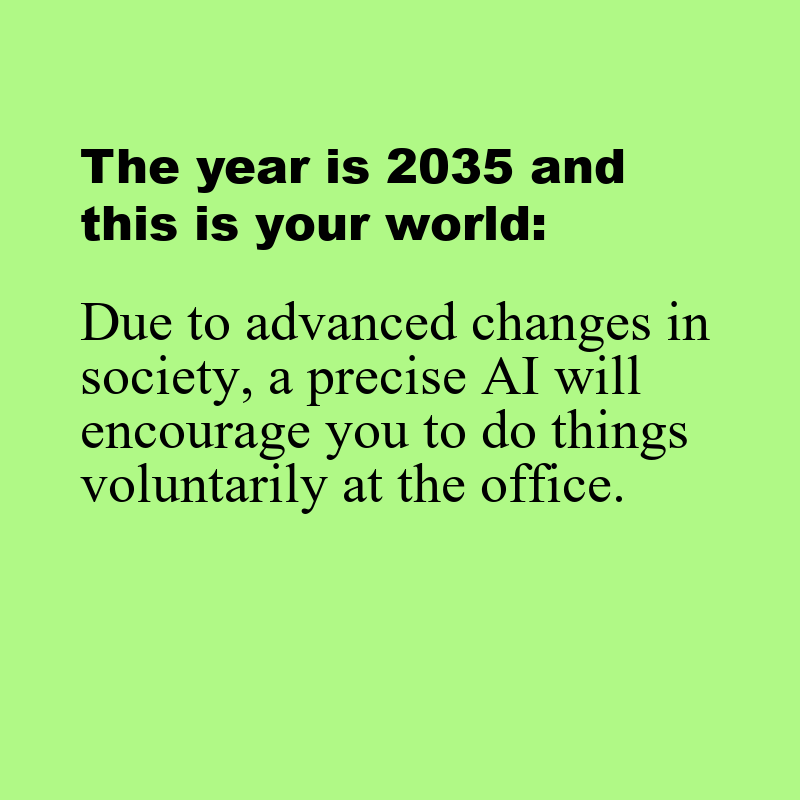 The year is 2035 and
this is your world:
Due to advanced changes in
society, a precise AI will
encourage you to do things
voluntarily at the office.